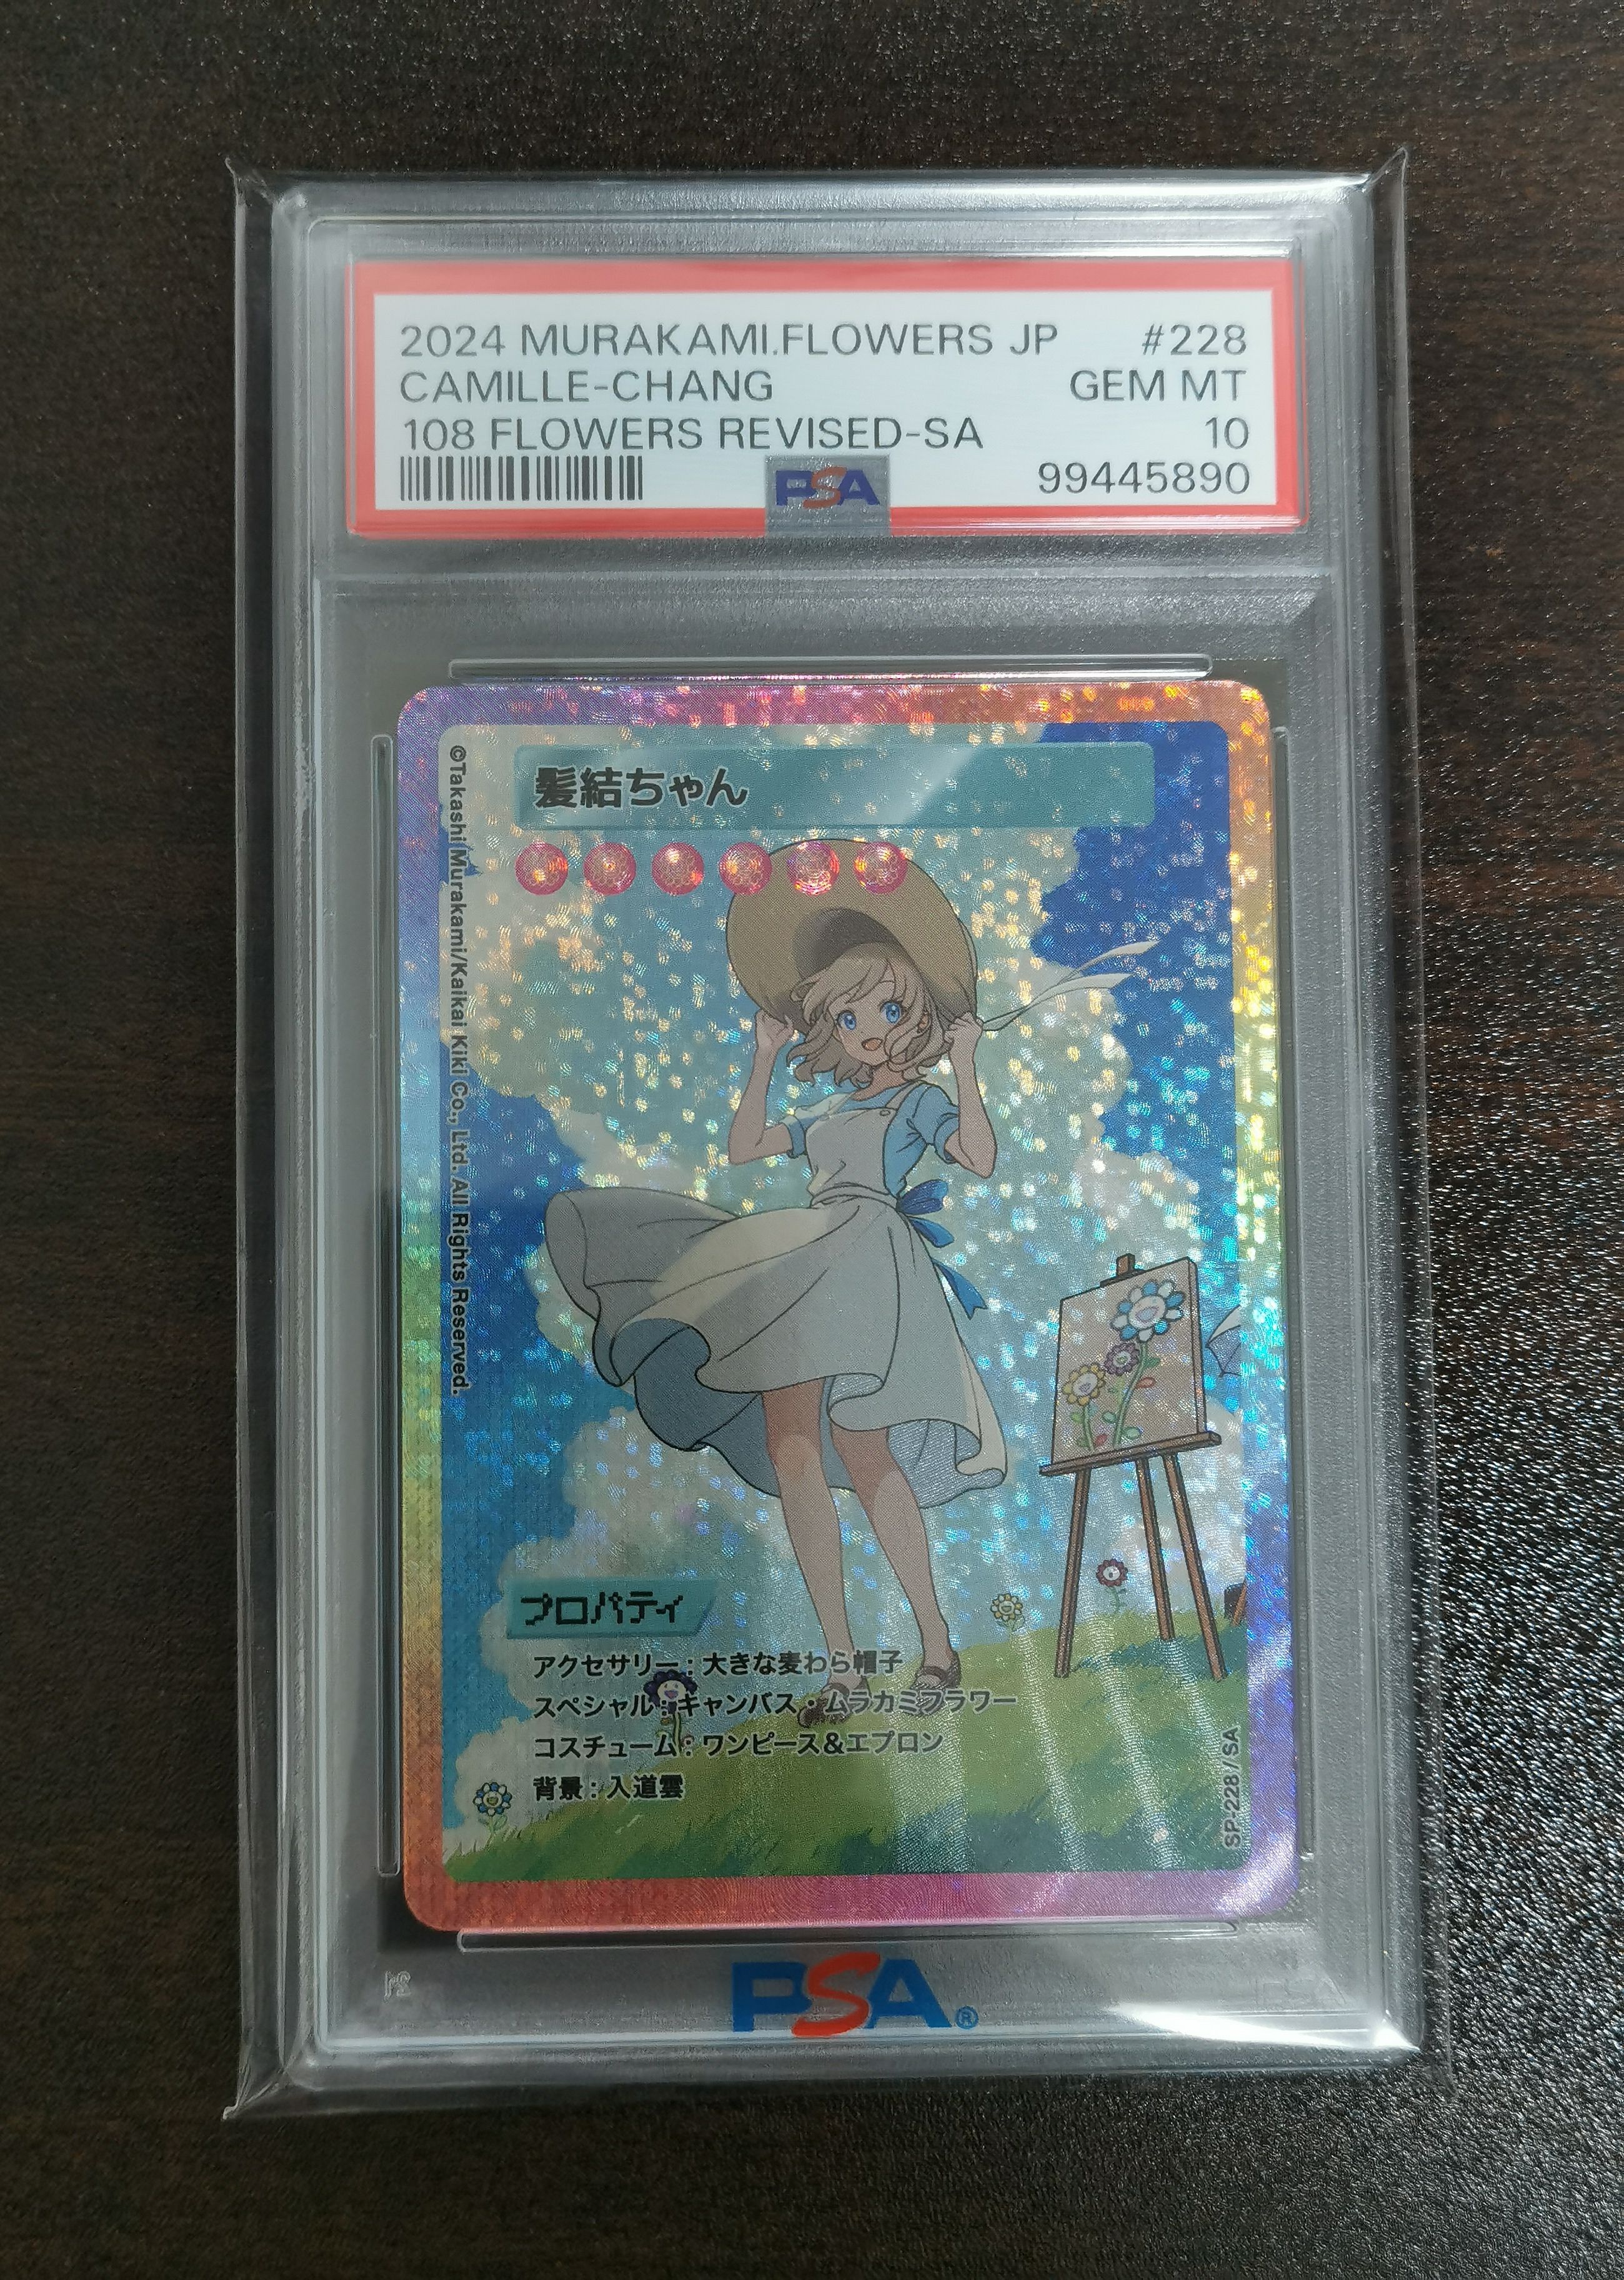 2024 MURAKAMI.FLOWERS JP #228
CAMILLE-CHANG GEM MT
108 FLOWERS REVISED-SA 10
99445890
PSA
髪結ちゃん
©Takashi Murakami/Kaikai Kiki Co., Ltd. All Rights Reserved.
プロパティ
アクセサリー：大きな麦わら帽子
スペシャル：キャンバス・ムラカミフラワー
コスチューム：ワンピース&エプロン
背景：入道雲
SP-228/SA
PSA®